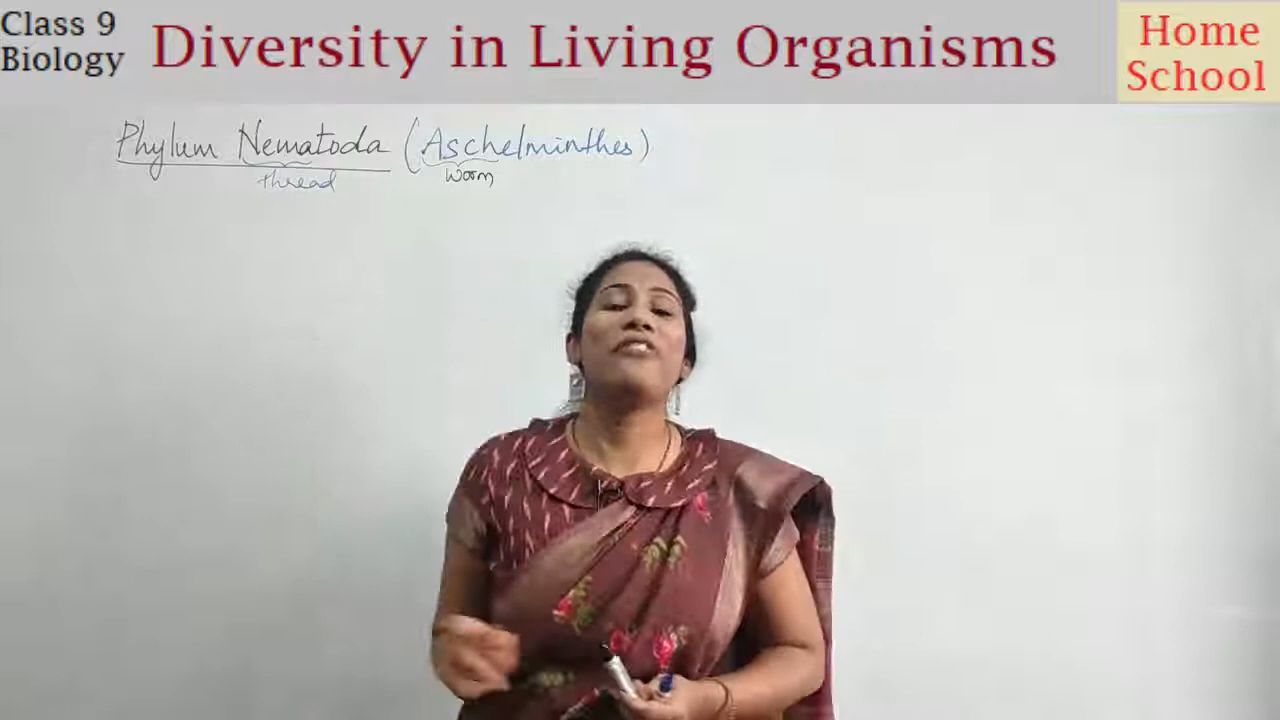 Class 9
Biology
Diversity in Living Organisms
Home
School
Phylum Nematoda (Aschelminthes)
thread worm